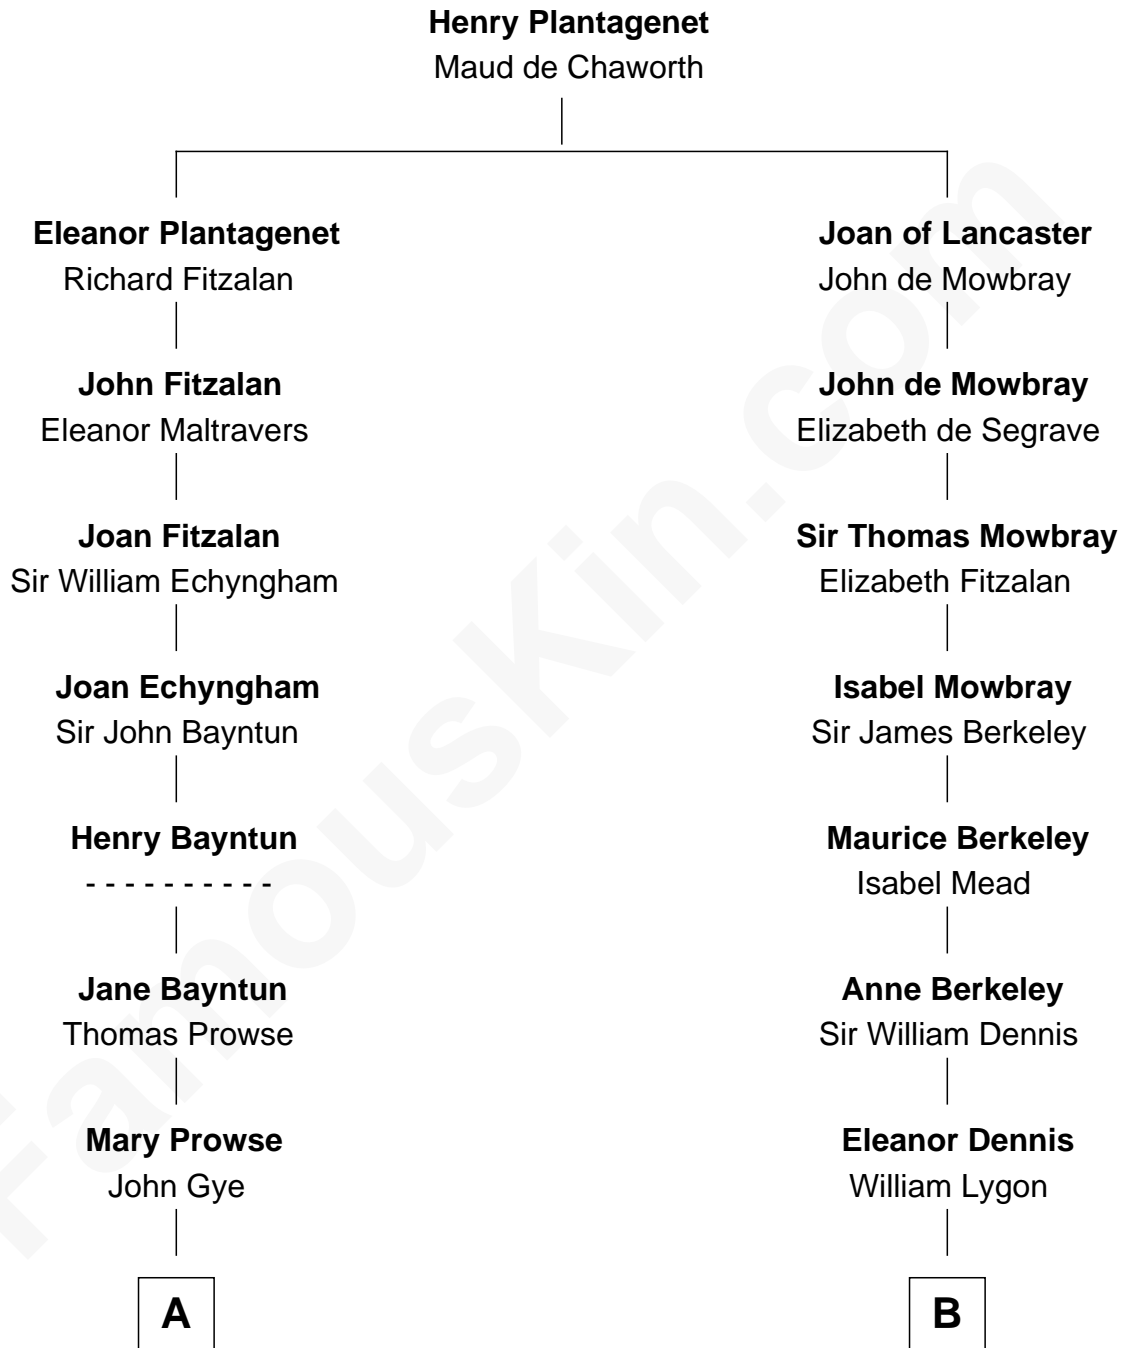 Henry Plantagenet
Maud de Chaworth
Eleanor Plantagenet
Richard Fitzalan
Joan of Lancaster
John de Mowbray
John Fitzalan
Eleanor Maltravers
John de Mowbray
Elizabeth de Segrave
Joan Fitzalan
Sir William Echyngham
Sir Thomas Mowbray
Elizabeth Fitzalan
Joan Echyngham
Sir John Bayntun
Isabel Mowbray
Sir James Berkeley
Henry Bayntun
- - - - - - - - - -
Maurice Berkeley
Isabel Mead
Jane Bayntun
Thomas Prowse
Anne Berkeley
Sir William Dennis
Mary Prowse
John Gye
Eleanor Dennis
William Lygon
A
B
FamousKin.com